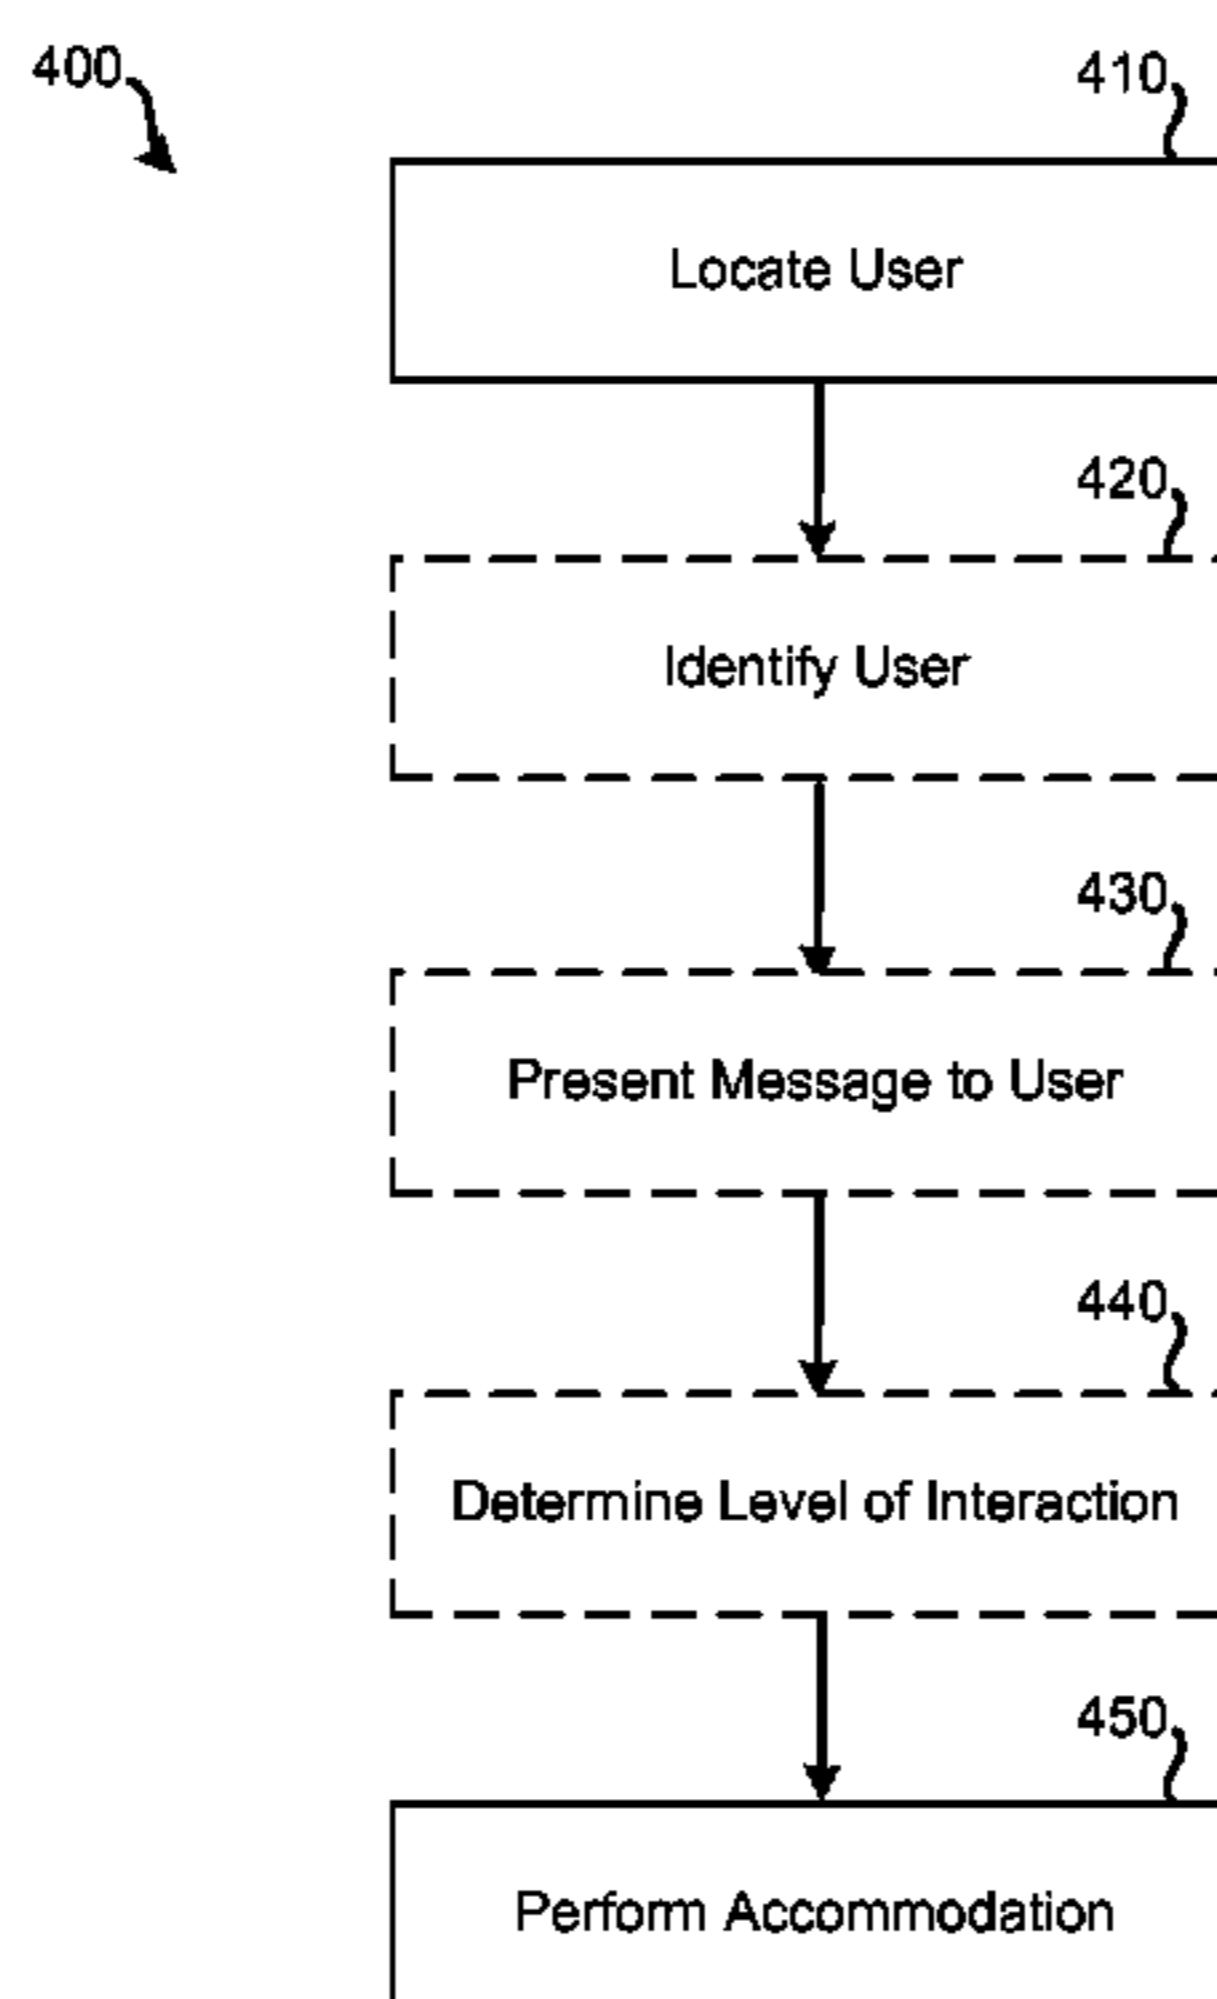 400
410
Locate User
420
Identify User
430
Present Message to User
440
Determine Level of Interaction
450
Perform Accommodation